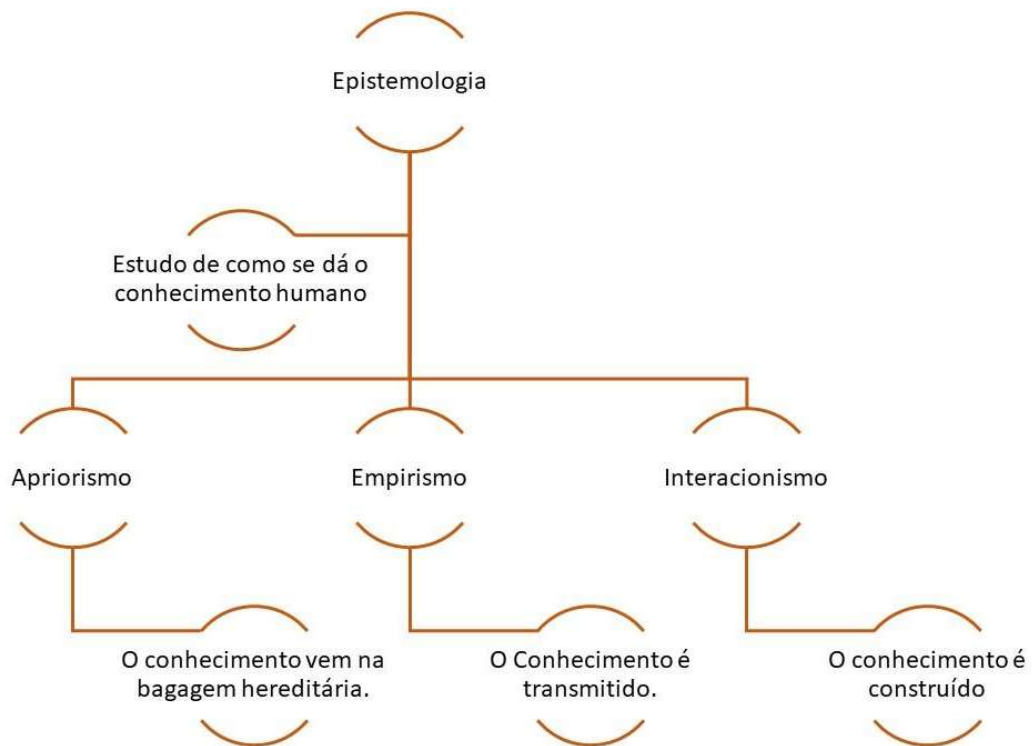 Epistemologia
Estudo de como se dá o
conhecimento humano
Apriorismo
Empirismo
Interacionismo
O conhecimento vem na
bagagem hereditária.
O Conhecimento é
transmitido.
O conhecimento é
construído